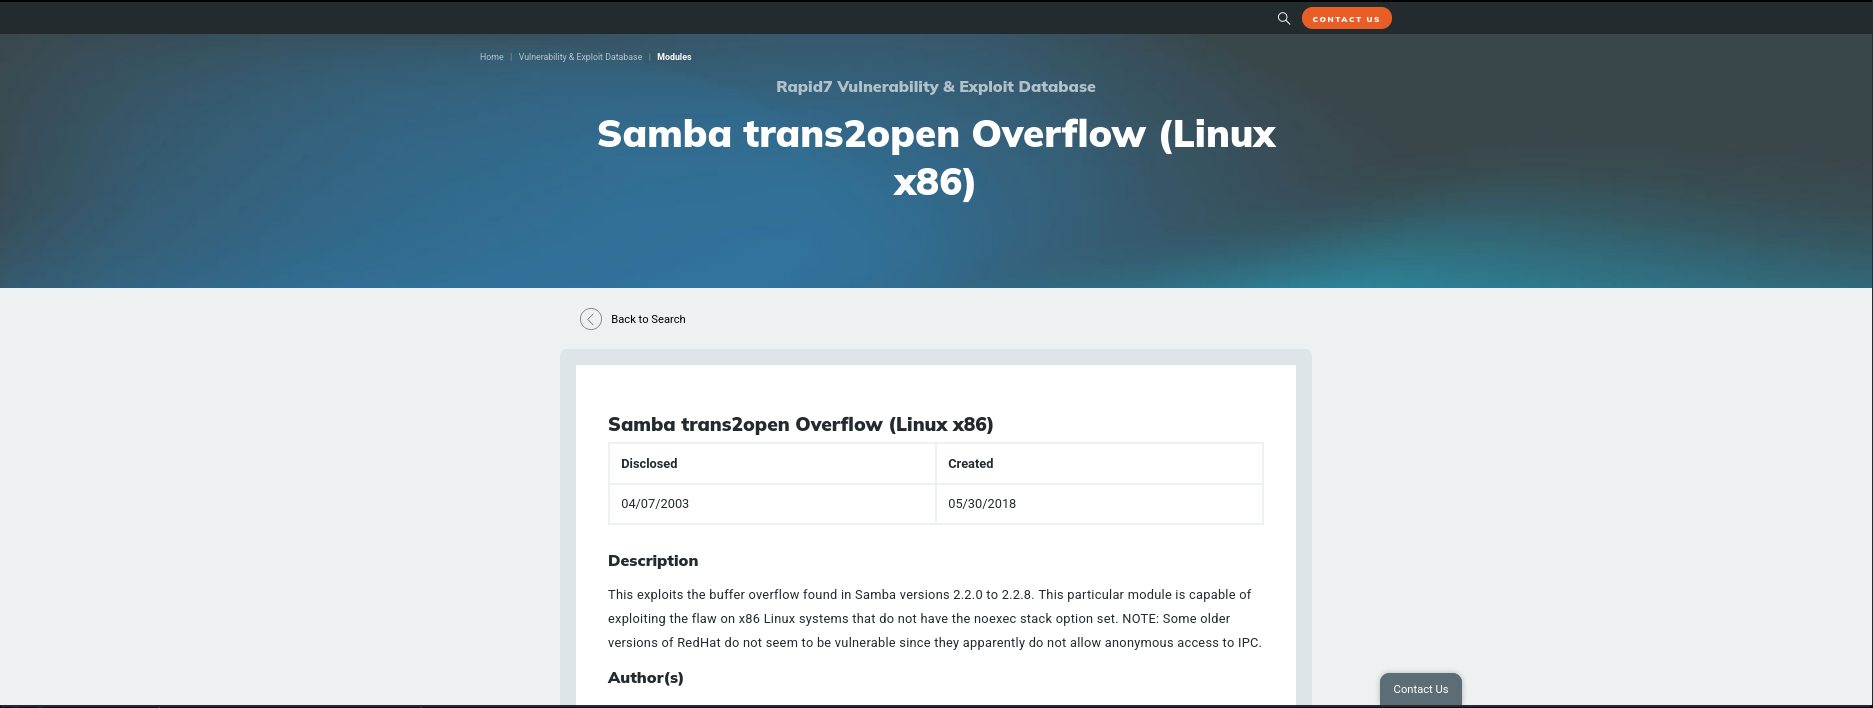 CONTACT US
Home | Vulnerability & Exploit Database | Modules
Rapid7 Vulnerability & Exploit Database
Samba trans2open Overflow (Linux
x86)
Back to Search
Samba trans2open Overflow (Linux x86)
Disclosed Created
04/07/2003 05/30/2018
Description
This exploits the buffer overflow found in Samba versions 2.2.0 to 2.2.8. This particular module is capable of
exploiting the flaw on x86 Linux systems that do not have the noexec stack option set. NOTE: Some older
versions of RedHat do not seem to be vulnerable since they apparently do not allow anonymous access to IPC.
Author(s)
Contact Us